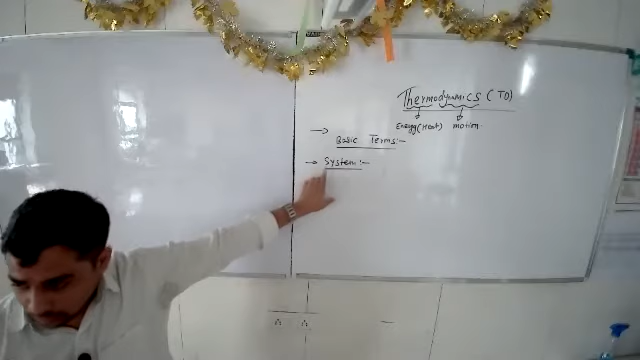 Thermodynamics (TD)
Energy(Heat) motion
→ Basic Terms:-
→ System:-